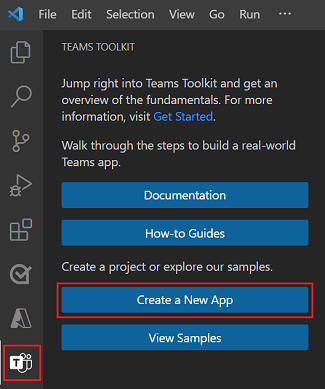 File Edit Selection View Go Run ···
TEAMS TOOLKIT
Jump right into Teams Toolkit and get an
overview of the fundamentals. For more
information, visit Get Started.
Walk through the steps to build a real-world
Teams app.
Documentation
How-to Guides
Create a project or explore our samples.
Create a New App
View Samples
T